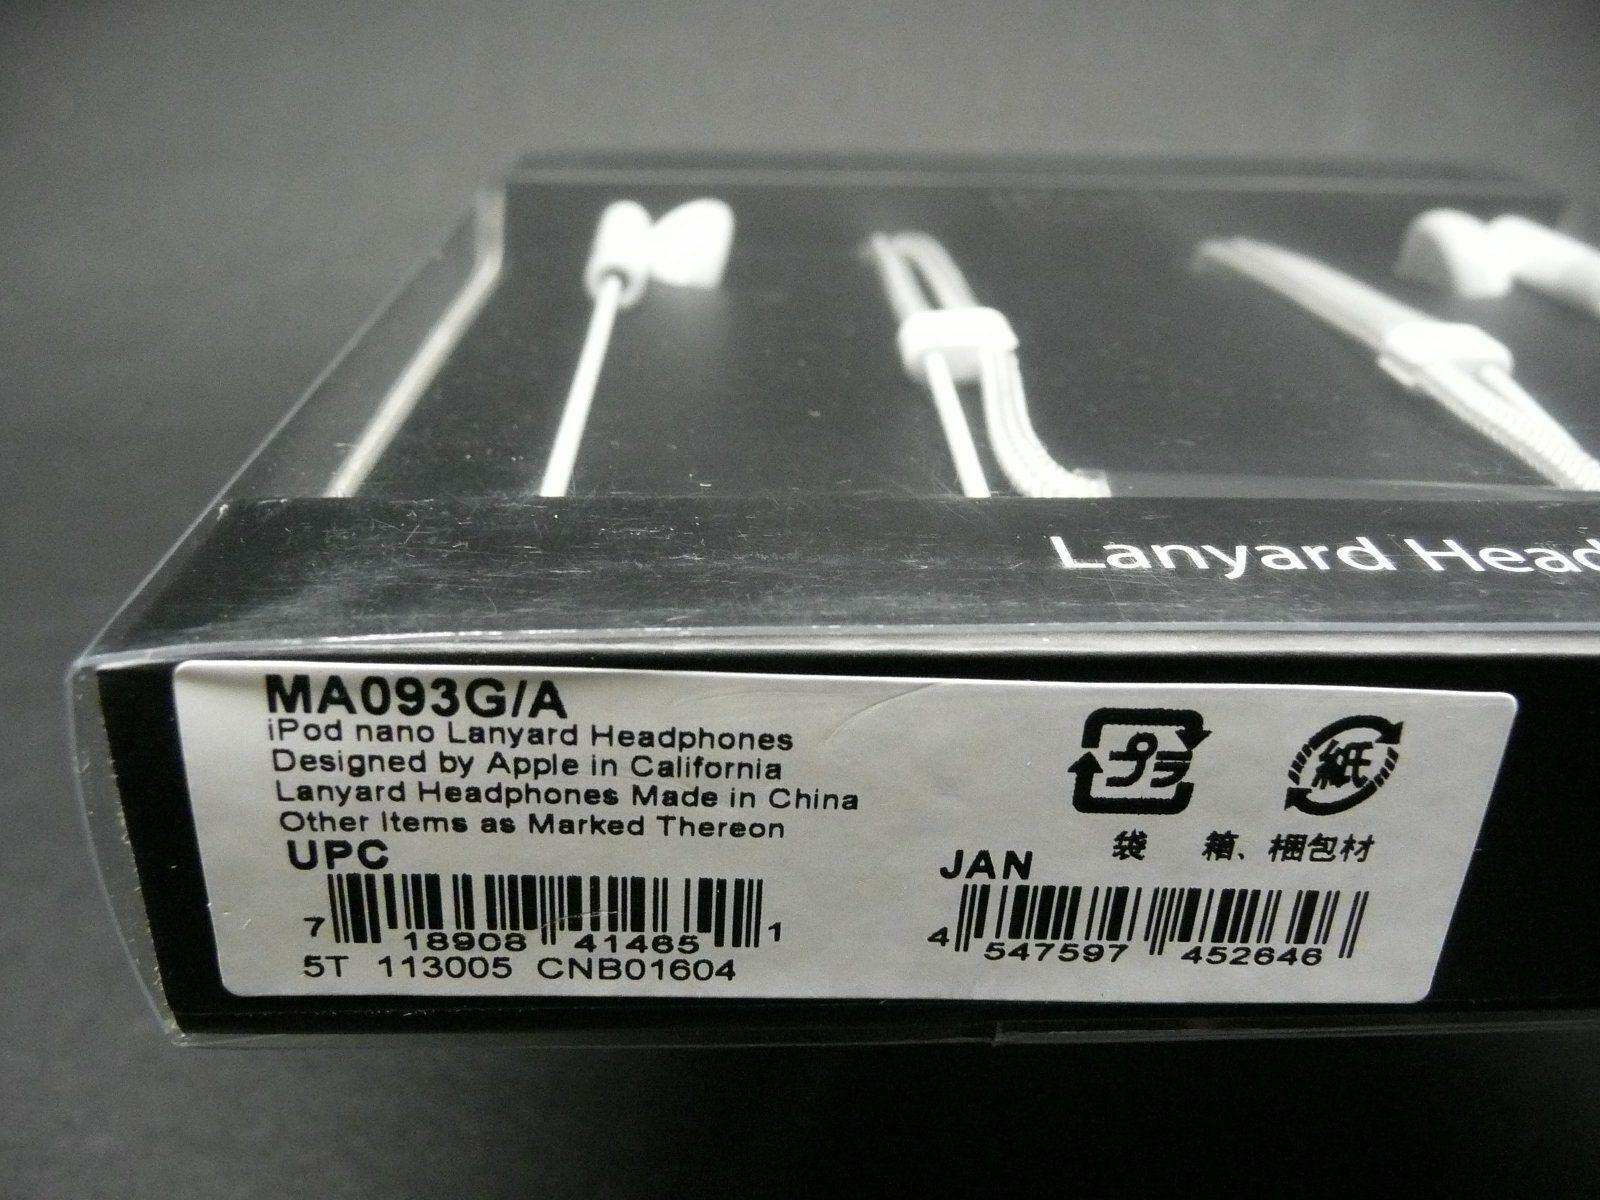 Lanyard Head
MA093G/A
iPod nano Lanyard Headphones
Designed by Apple in California
Lanyard Headphones Made in China
Other Items as Marked Thereon
UPC
7 18908 41465 1
5T 113005 CNB01604
プラ 紙
袋 箱、梱包材
JAN
4 547597 452646